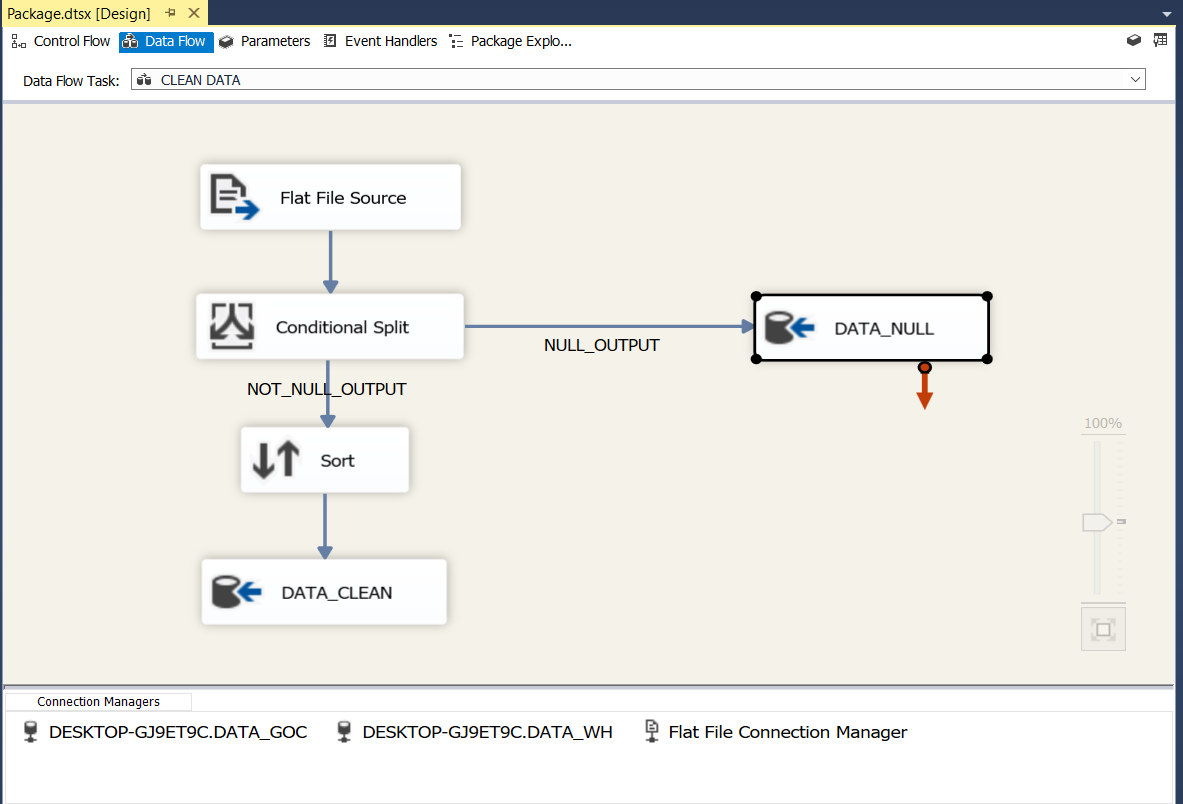 Package.dtsx [Design]
Control Flow Data Flow Parameters Event Handlers Package Explo...
Data Flow Task: CLEAN DATA
Flat File Source
Conditional Split
NULL_OUTPUT
DATA_NULL
NOT_NULL_OUTPUT
Sort
100%
DATA_CLEAN
Connection Managers
DESKTOP-GJ9ET9C.DATA_GOC DESKTOP-GJ9ET9C.DATA_WH Flat File Connection Manager